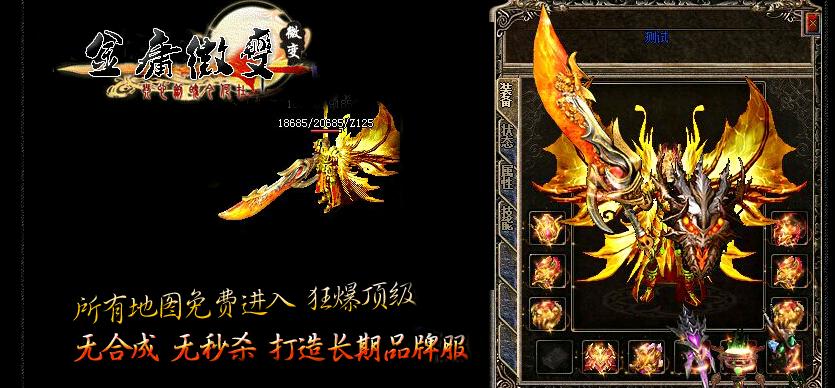 金庸微变
微变
18685/20685/Z125
所有地图免费进入 狂爆顶级
无合成 无秒杀 打造长期品牌服
测试
装备
状态
属性
技能